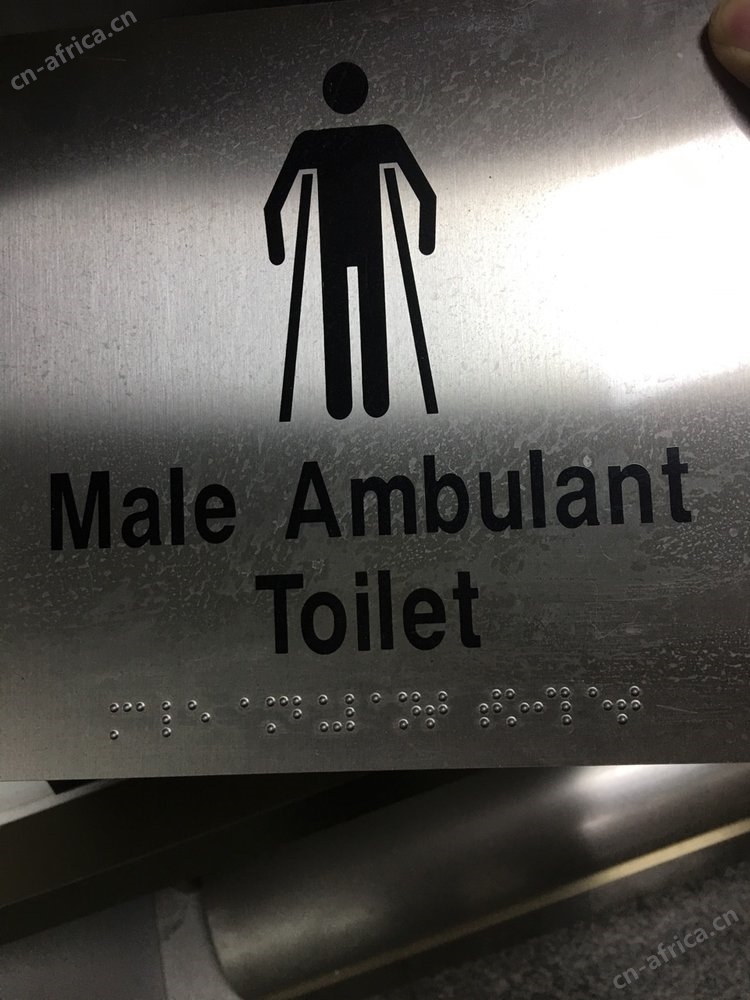 cn-africa.cn
Male Ambulant
Toilet
cn-africa.cn